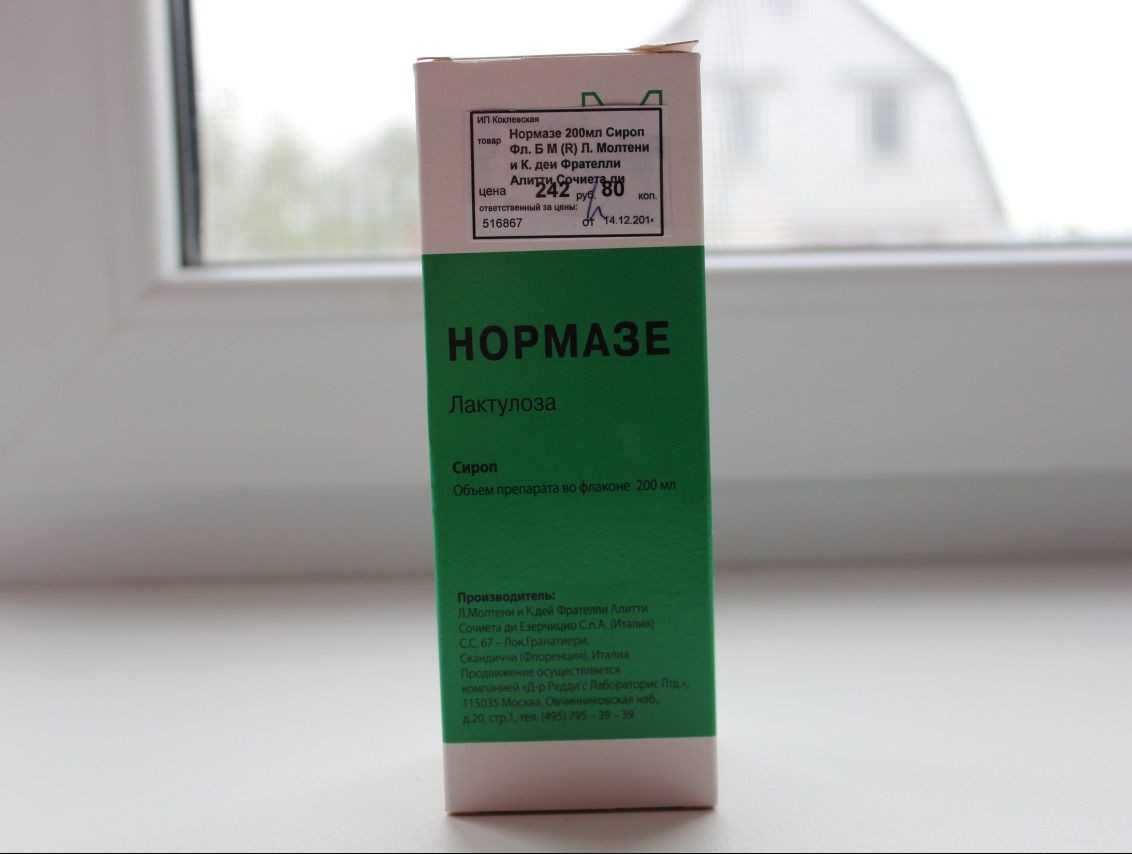 ИП Коклевская
товар Нормазе 200мл Сироп
Фл. Б М (R) Л. Молтени
и К. деи Фрателли
Алитти Сочиета ди
цена 242 руб. 80 коп.
ответственный за цены:
516867 от 14.12.2014
НОРМАЗЕ
Лактулоза
Сироп
Объем препарата во флаконе 200 мл
Производитель:
Л.Молтени и К.дей Фрателли Алитти
Сочиета ди Езерчицио С.п.А. (Италия)
С.С. 67 – Лок,Гранатиери,
Скандиччи (Флоренция), Италия
Продвижение осуществляется
компанией «Д-р Редди'с Лабораторис Лтд.»,
115035 Москва, Овчинниковская наб.,
д.20, стр.1, тел. (495) 795 – 39 – 39